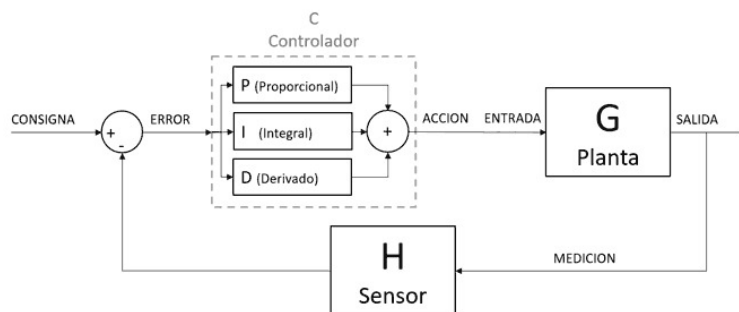 C
Controlador
P (Proporcional)
CONSIGNA
+
-
ERROR
I (Integral)
+
ACCION
ENTRADA
G
Planta
SALIDA
D (Derivado)
H
Sensor
MEDICION